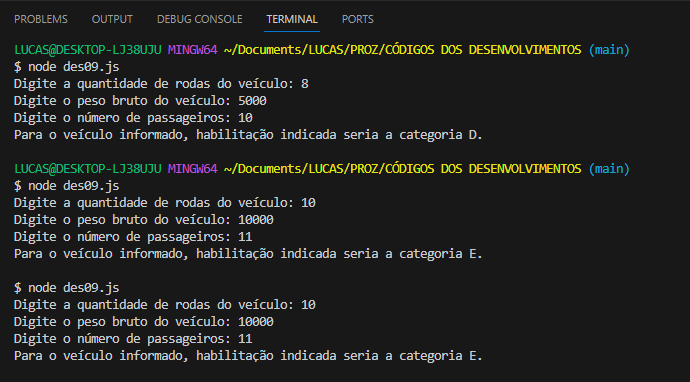 PROBLEMS OUTPUT DEBUG CONSOLE TERMINAL PORTS
LUCAS@DESKTOP-LJ38UJU MINGW64 ~/Documents/LUCAS/PROZ/CÓDIGOS DOS DESENVOLVIMENTOS (main)
$ node des09.js
Digite a quantidade de rodas do veículo: 8
Digite o peso bruto do veículo: 5000
Digite o número de passageiros: 10
Para o veículo informado, habilitação indicada seria a categoria D.
LUCAS@DESKTOP-LJ38UJU MINGW64 ~/Documents/LUCAS/PROZ/CÓDIGOS DOS DESENVOLVIMENTOS (main)
$ node des09.js
Digite a quantidade de rodas do veículo: 10
Digite o peso bruto do veículo: 10000
Digite o número de passageiros: 11
Para o veículo informado, habilitação indicada seria a categoria E.
$ node des09.js
Digite a quantidade de rodas do veículo: 10
Digite o peso bruto do veículo: 10000
Digite o número de passageiros: 11
Para o veículo informado, habilitação indicada seria a categoria E.